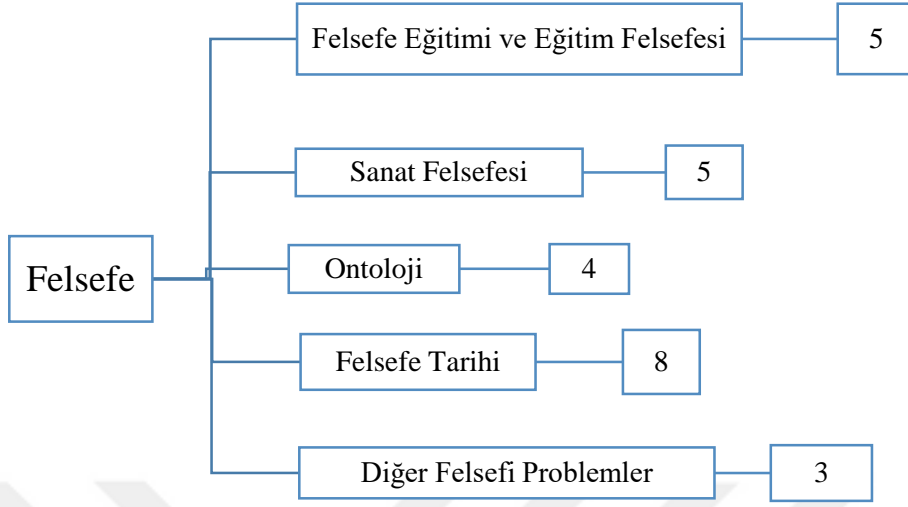 Felsefe Eğitimi ve Eğitim Felsefesi 5
Sanat Felsefesi 5
Felsefe
Ontoloji 4
Felsefe Tarihi 8
Diğer Felsefi Problemler 3